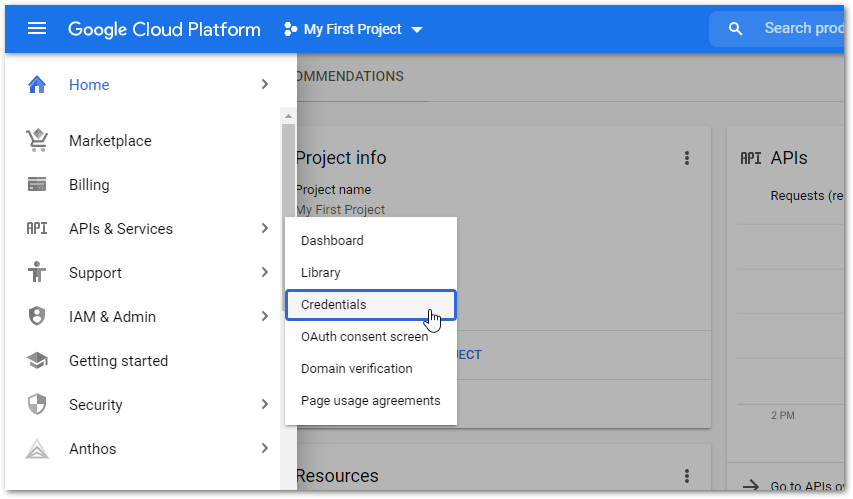 Google Cloud Platform
My First Project
Search prod
Home
OMMENDATIONS
Marketplace
Billing
API
APIs & Services
Support
IAM & Admin
Getting started
Security
Anthos
Project info
Project name
My First Project
Dashboard
Library
Credentials
OAuth consent screen
Domain verification
Page usage agreements
JECT
Resources
API
APIs
Requests (re
2 PM
Go to APIs ov